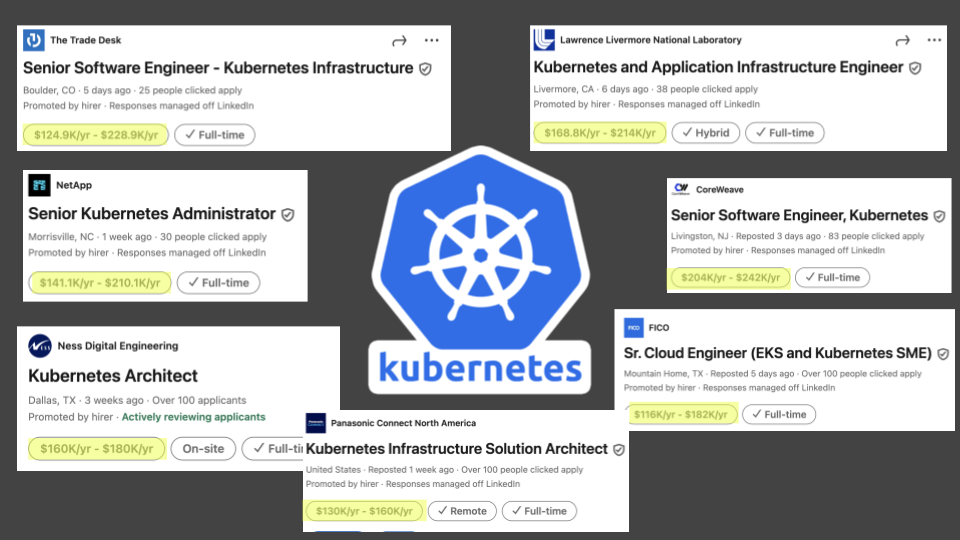 The Trade Desk
Senior Software Engineer - Kubernetes Infrastructure
Boulder, CO · 5 days ago · 25 people clicked apply
Promoted by hirer · Responses managed off LinkedIn
$124.9K/yr - $228.9K/yr ✓ Full-time
Lawrence Livermore National Laboratory
Kubernetes and Application Infrastructure Engineer
Livermore, CA · 6 days ago · 38 people clicked apply
Promoted by hirer · Responses managed off LinkedIn
$168.8K/yr - $214K/yr ✓ Hybrid ✓ Full-time
NetApp
Senior Kubernetes Administrator
Morrisville, NC · 1 week ago · 30 people clicked apply
Promoted by hirer · Responses managed off LinkedIn
$141.1K/yr - $210.1K/yr ✓ Full-time
kubernetes
CoreWeave
Senior Software Engineer, Kubernetes
Livingston, NJ · Reposted 3 days ago · 83 people clicked apply
Promoted by hirer · Responses managed off LinkedIn
$204K/yr - $242K/yr ✓ Full-time
Ness Digital Engineering
Kubernetes Architect
Dallas, TX · 3 weeks ago · Over 100 applicants
Promoted by hirer · Actively reviewing applicants
$160K/yr - $180K/yr On-site ✓ Full-ti
FICO FICO
Sr. Cloud Engineer (EKS and Kubernetes SME)
Mountain Home, TX · Reposted 5 days ago · Over 100 people clicked apply
Promoted by hirer · Responses managed off LinkedIn
$116K/yr - $182K/yr ✓ Full-time
Panasonic Connect North America
Kubernetes Infrastructure Solution Architect
United States · Reposted 1 week ago · Over 100 people clicked apply
Promoted by hirer · Responses managed off LinkedIn
$130K/yr - $160K/yr ✓ Remote ✓ Full-time